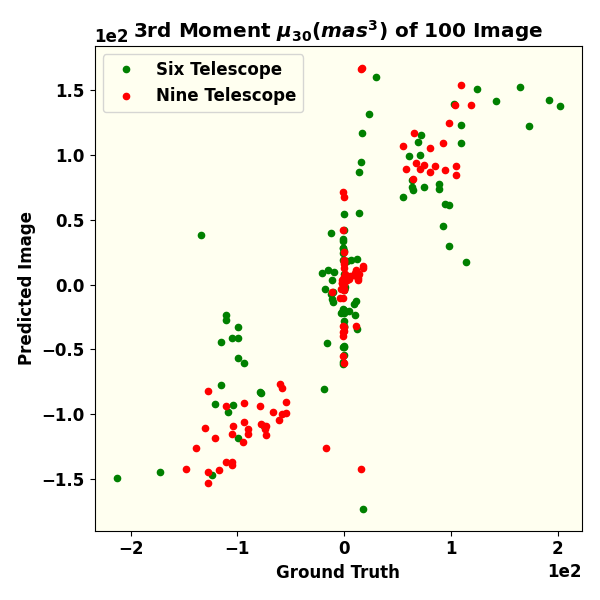 1e2
3rd Moment μ₃₀(mas³) of 100 Image
Six Telescope
Nine Telescope
1.5
1.0
0.5
0.0
−0.5
−1.0
−1.5
Predicted Image
−2 −1 0 1 2
Ground Truth
1e2